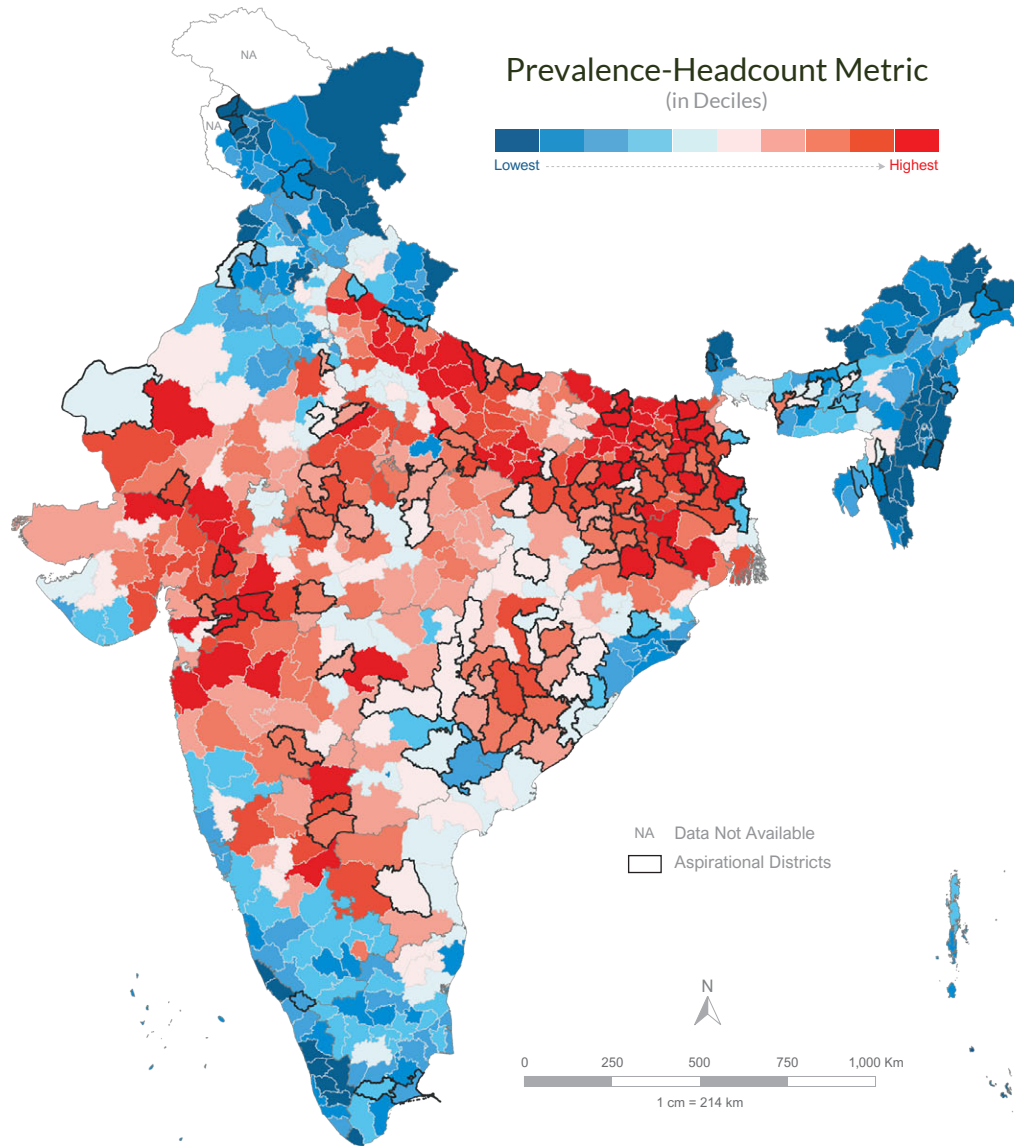 NA
Prevalence-Headcount Metric
(in Deciles)
NA
Lowest Highest
NA Data Not Available
Aspirational Districts
N
0 250 500 750 1,000 Km
1 cm = 214 km